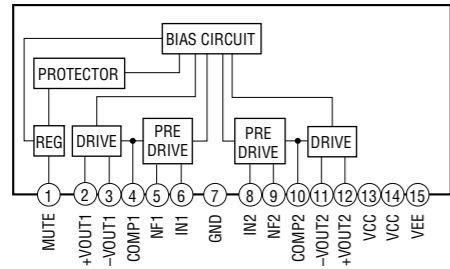 BIAS CIRCUIT
PROTECTOR
REG
DRIVE
PRE
DRIVE
PRE
DRIVE
DRIVE
1 2 3 4 5 6 7 8 9 10 11 12 13 14 15
MUTE
+VOUT1
−VOUT1
COMP1
NF1
IN1
GND
IN2
NF2
COMP2
−VOUT2
+VOUT2
VCC
VCC
VEE